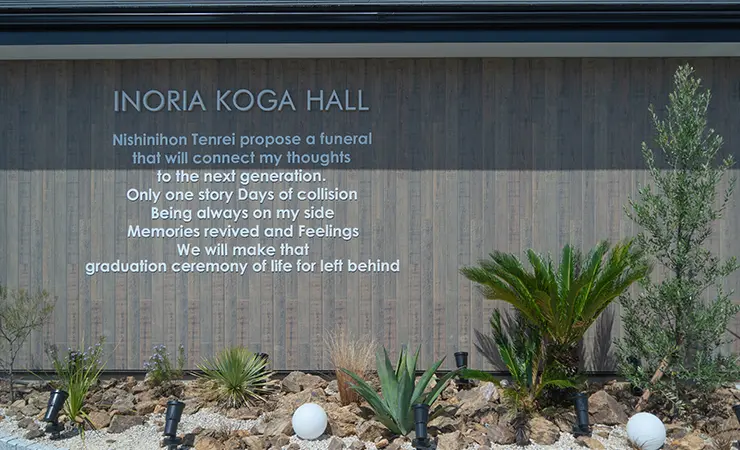 INORIA KOGA HALL
Nishinihon Tenrei propose a funeral
that will connect my thoughts
to the next generation.
Only one story Days of collision
Being always on my side
Memories revived and Feelings
We will make that
graduation ceremony of life for left behind